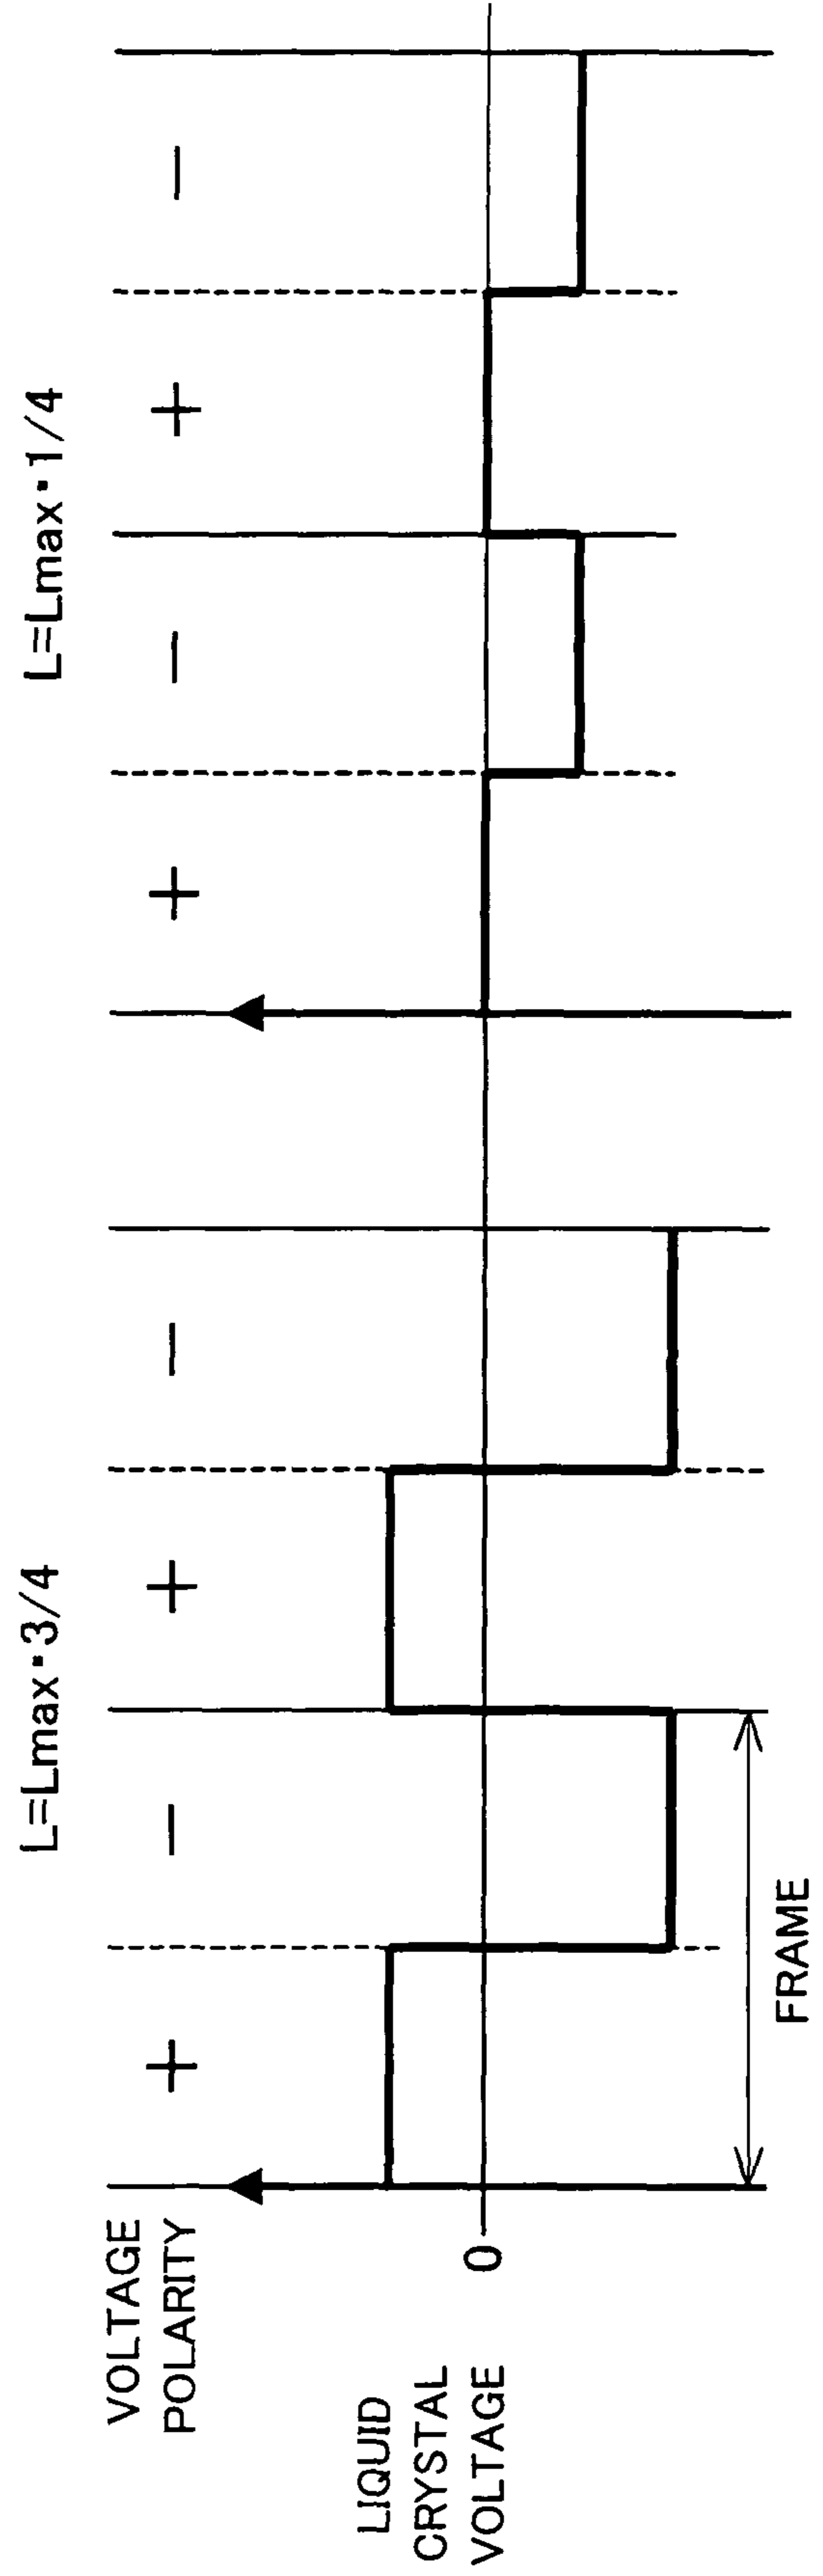 L=Lmax·3/4
L=Lmax·1/4
VOLTAGE
POLARITY
+ − + −
+ − + −
LIQUID
CRYSTAL
VOLTAGE
0
FRAME